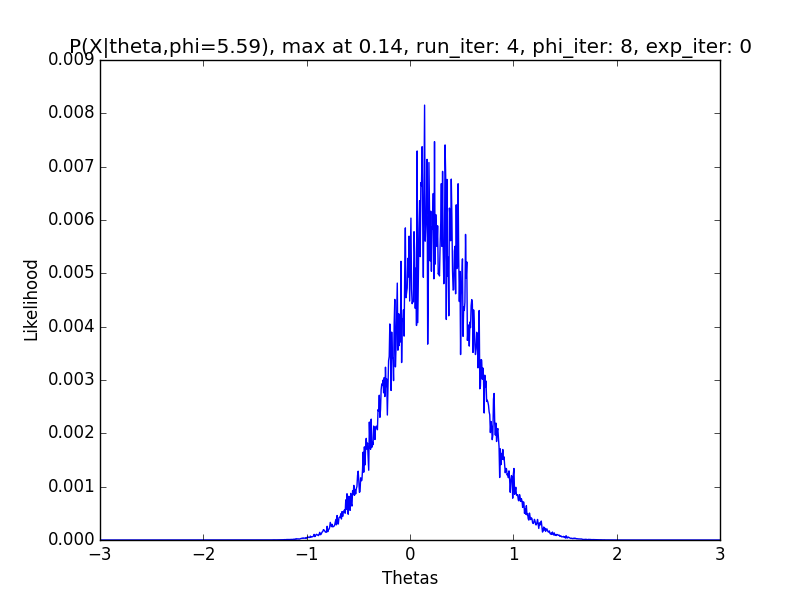 P(X|theta,phi=5.59), max at 0.14, run_iter: 4, phi_iter: 8, exp_iter: 0
0.009
0.008
0.007
0.006
0.005
0.004
0.003
0.002
0.001
0.000
Likelihood
−3 −2 −1 0 1 2 3
Thetas